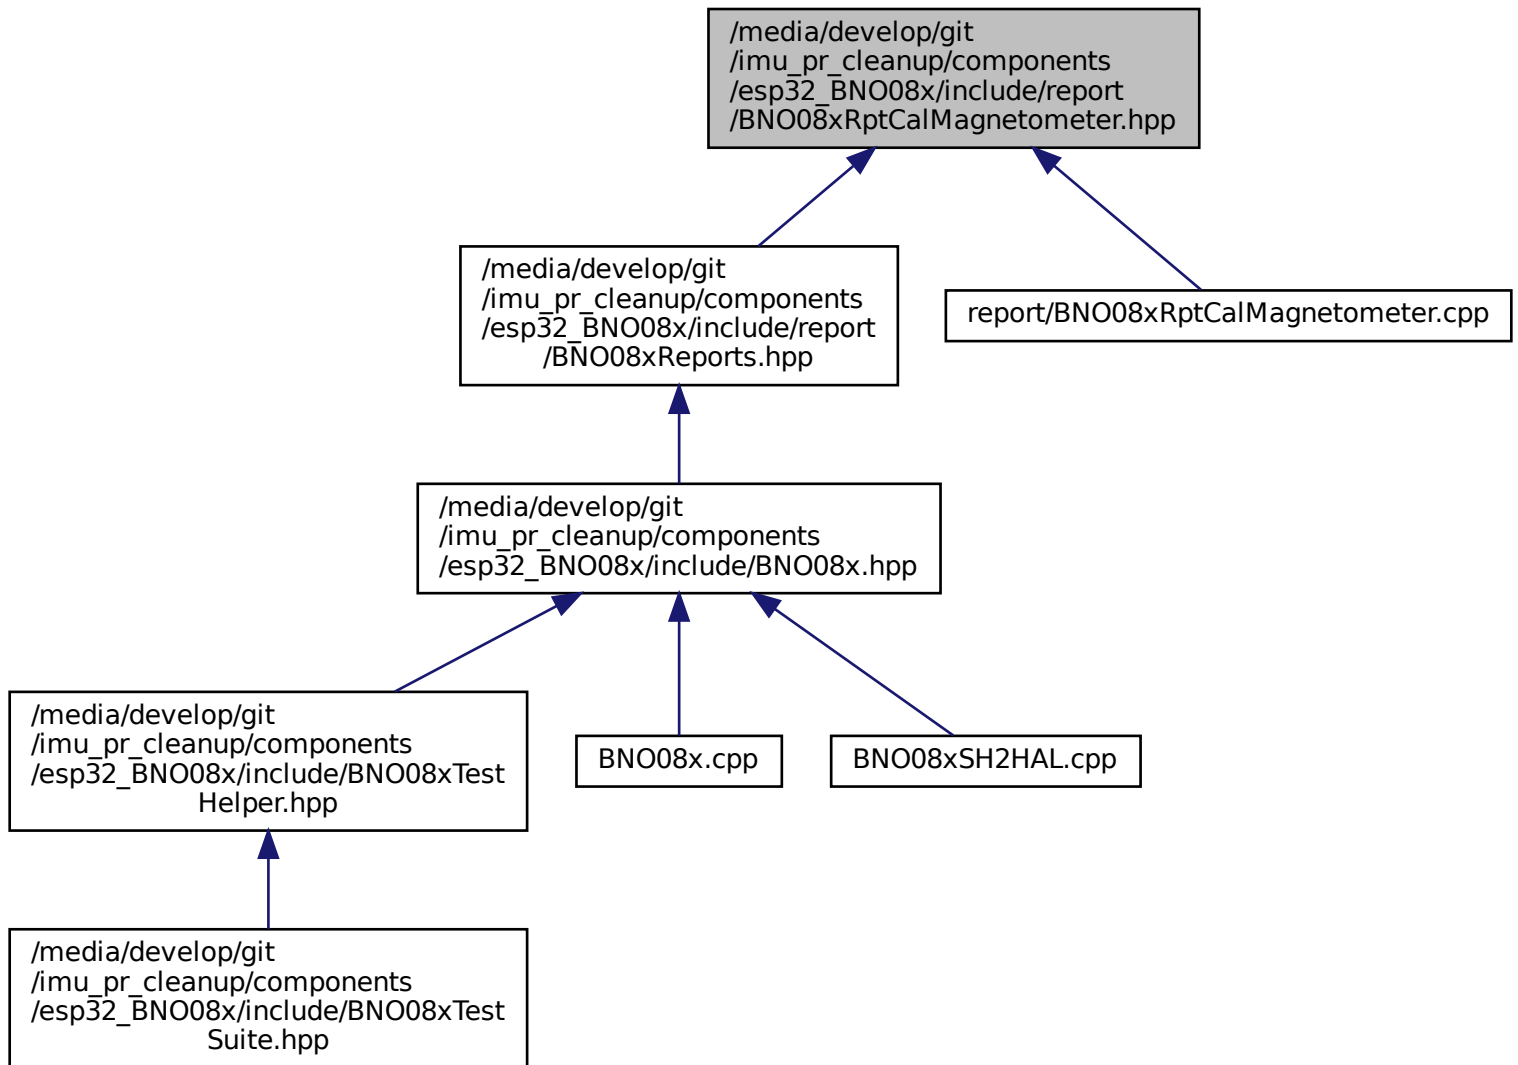 /media/develop/git
/imu_pr_cleanup/components
/esp32_BNO08x/include/report
/BNO08xRptCalMagnetometer.hpp
/media/develop/git
/imu_pr_cleanup/components
/esp32_BNO08x/include/report
/BNO08xReports.hpp
report/BNO08xRptCalMagnetometer.cpp
/media/develop/git
/imu_pr_cleanup/components
/esp32_BNO08x/include/BNO08x.hpp
/media/develop/git
/imu_pr_cleanup/components
/esp32_BNO08x/include/BNO08xTest
Helper.hpp
BNO08x.cpp
BNO08xSH2HAL.cpp
/media/develop/git
/imu_pr_cleanup/components
/esp32_BNO08x/include/BNO08xTest
Suite.hpp